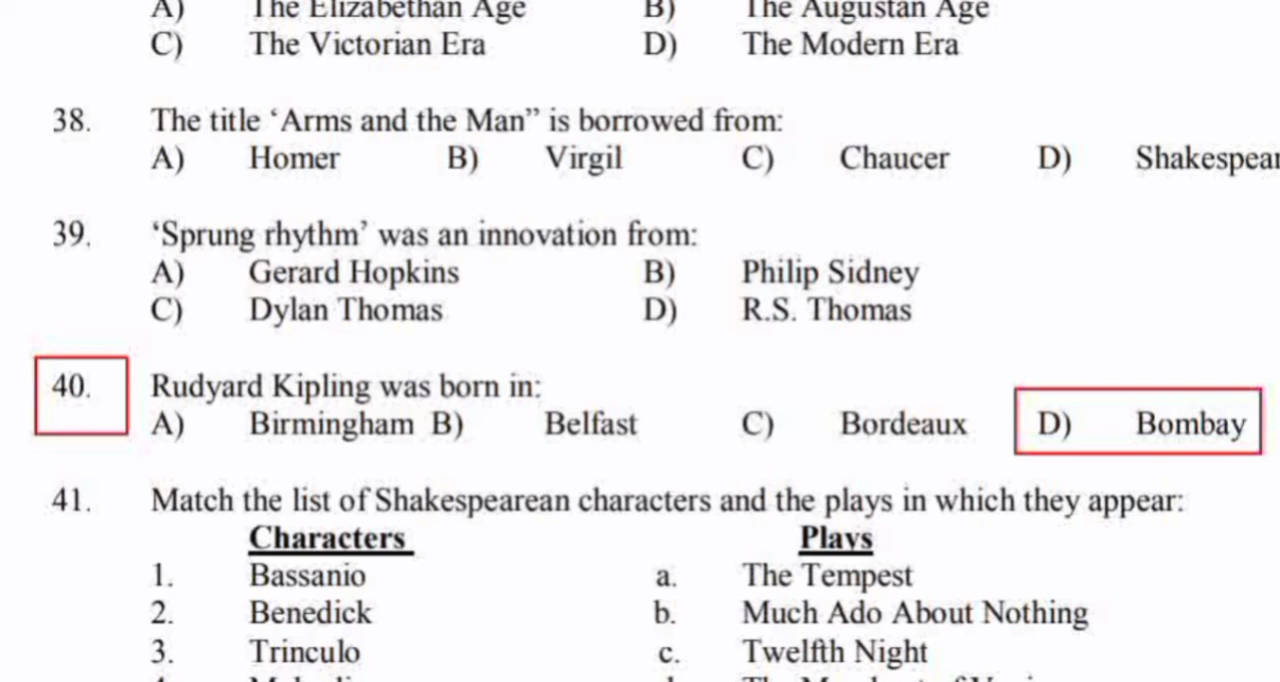 A) The Elizabethan Age B) The Augustan Age
C) The Victorian Era D) The Modern Era
38. The title ‘Arms and the Man” is borrowed from:
A) Homer B) Virgil C) Chaucer D) Shakespear
39. ‘Sprung rhythm’ was an innovation from:
A) Gerard Hopkins B) Philip Sidney
C) Dylan Thomas D) R.S. Thomas
40. Rudyard Kipling was born in:
A) Birmingham B) Belfast C) Bordeaux D) Bombay
41. Match the list of Shakespearean characters and the plays in which they appear:
Characters Plays
1. Bassanio a. The Tempest
2. Benedick b. Much Ado About Nothing
3. Trinculo c. Twelfth Night